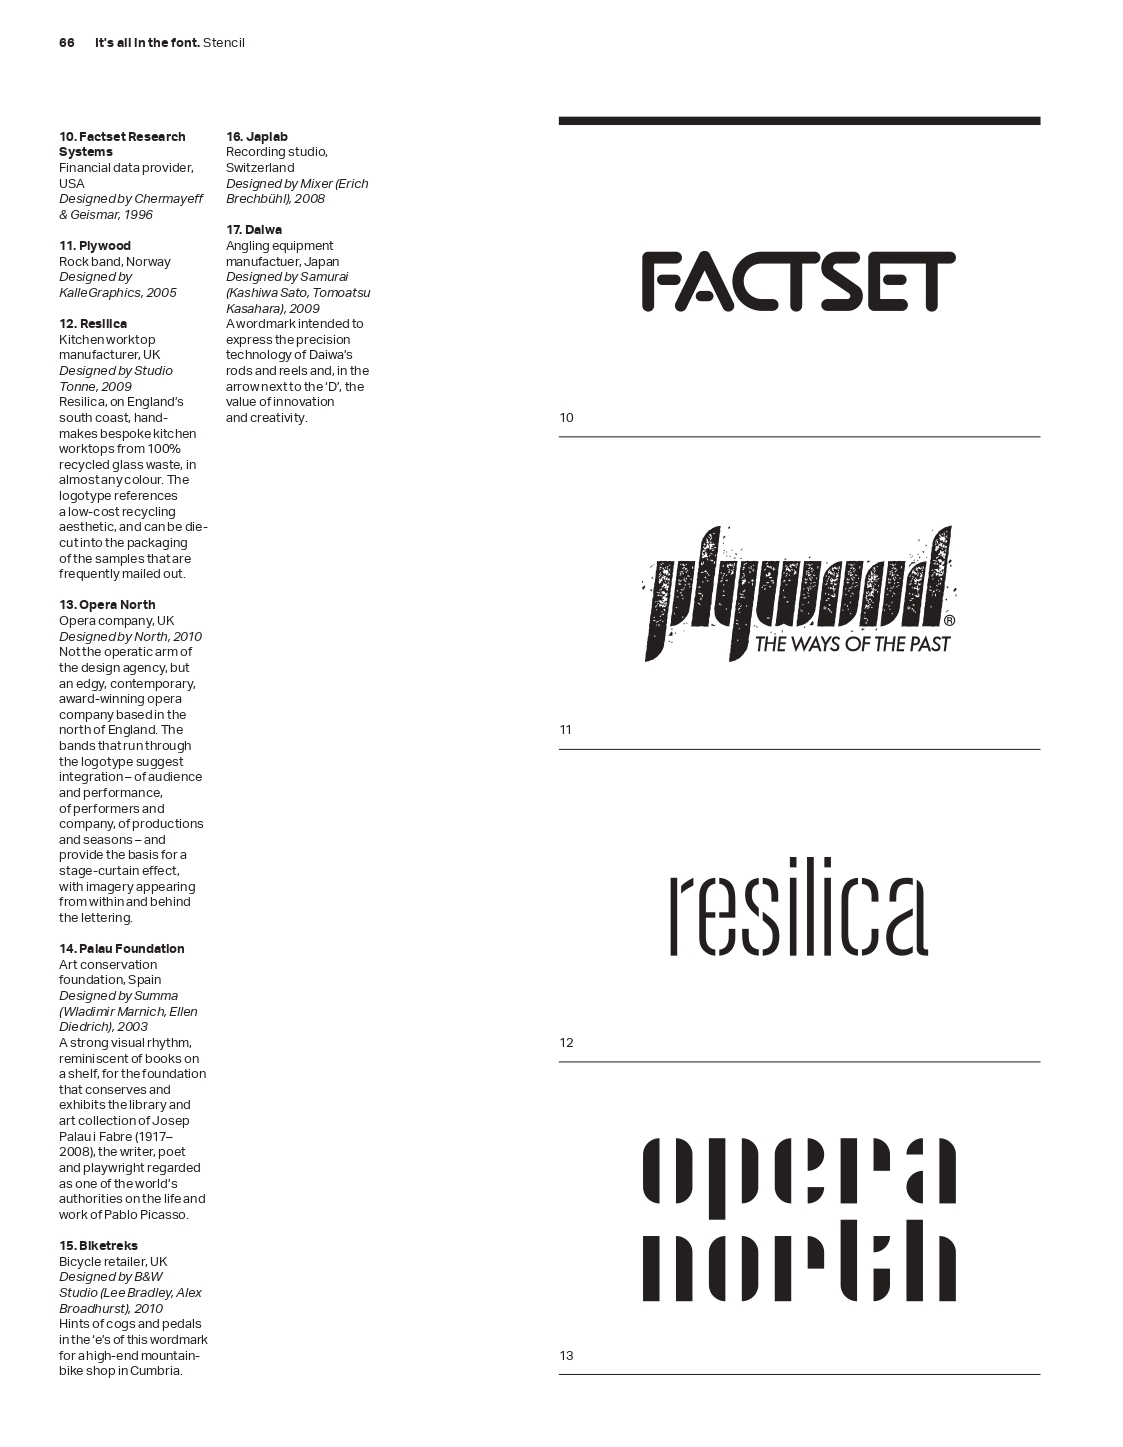 66 It's all in the font. Stencil
10. Factset Research
Systems
Financial data provider,
USA
Designed by Chermayeff
& Geismar, 1996
11. Plywood
Rock band, Norway
Designed by
KalleGraphics, 2005
12. Resilica
Kitchen worktop
manufacturer, UK
Designed by Studio
Tonne, 2009
Resilica, on England’s
south coast, hand-
makes bespoke kitchen
worktops from 100%
recycled glass waste, in
almost any colour. The
logotype references
a low-cost recycling
aesthetic, and can be die-
cut into the packaging
of the samples that are
frequently mailed out.
13. Opera North
Opera company, UK
Designed by North, 2010
Not the operatic arm of
the design agency, but
an edgy, contemporary,
award-winning opera
company based in the
north of England. The
bands that run through
the logotype suggest
integration – of audience
and performance,
of performers and
company, of productions
and seasons – and
provide the basis for a
stage-curtain effect,
with imagery appearing
from within and behind
the lettering.
14. Palau Foundation
Art conservation
foundation, Spain
Designed by Summa
(Wladimir Marnich, Ellen
Diedrich), 2003
A strong visual rhythm,
reminiscent of books on
a shelf, for the foundation
that conserves and
exhibits the library and
art collection of Josep
Palau i Fabre (1917–
2008), the writer, poet
and playwright regarded
as one of the world’s
authorities on the life and
work of Pablo Picasso.
15. Biketreks
Bicycle retailer, UK
Designed by B&W
Studio (Lee Bradley, Alex
Broadhurst), 2010
Hints of cogs and pedals
in the ‘e’s of this wordmark
for a high-end mountain-
bike shop in Cumbria.
16. Japlab
Recording studio,
Switzerland
Designed by Mixer (Erich
Brechbühl), 2008
17. Daiwa
Angling equipment
manufactuer, Japan
Designed by Samurai
(Kashiwa Sato, Tomoatsu
Kasahara), 2009
A wordmark intended to
express the precision
technology of Daiwa’s
rods and reels and, in the
arrow next to the ‘D’, the
value of innovation
and creativity.
FACTSET
10
plywood®
THE WAYS OF THE PAST
11
resilica
12
opera
north
13